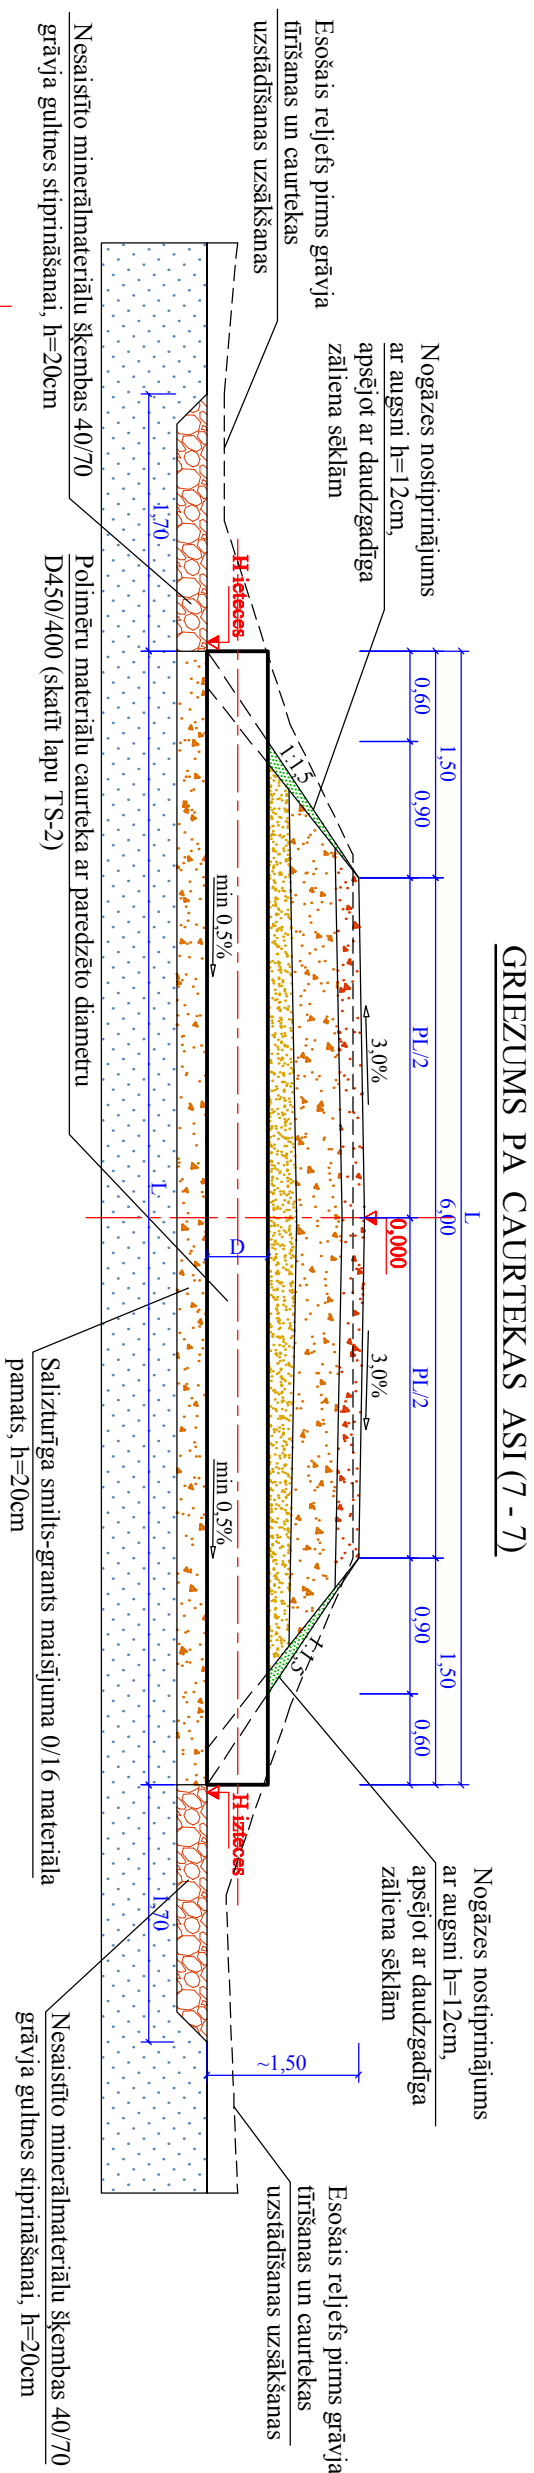 GRIEZUMS PA CAURTEKAS ASI (7 - 7)
Esošais reljefs pirms grāvja
tīrīšanas un caurtekas
uzstādīšanas uzsākšanas
Nogāzes nostiprinājums
ar augsni h=12cm,
apsējot ar daudzgadīga
zāliena sēklām
Nogāzes nostiprinājums
ar augsni h=12cm,
apsējot ar daudzgadīga
zāliena sēklām
Esošais reljefs pirms grāvja
tīrīšanas un caurtekas
uzstādīšanas uzsākšanas
L
1,50
6,00
1,50
0,60
0,90
PL/2
PL/2
0,90
0,60
3,0%
0,000
3,0%
1:1,5
1:1,5
H ieteces
H izteces
min 0,5%
D
min 0,5%
~1,50
1,70
L
1,70
Nesaistīto minerālmateriālu šķembas 40/70
grāvja gultnes stiprināšanai, h=20cm
Polimēru materiālu caurteka ar paredzēto diametru
D450/400 (skatīt lapu TS-2)
Salizturīga smilts-grants maisījuma 0/16 materiāla
pamats, h=20cm
Nesaistīto minerālmateriālu šķembas 40/70
grāvja gultnes stiprināšanai, h=20cm